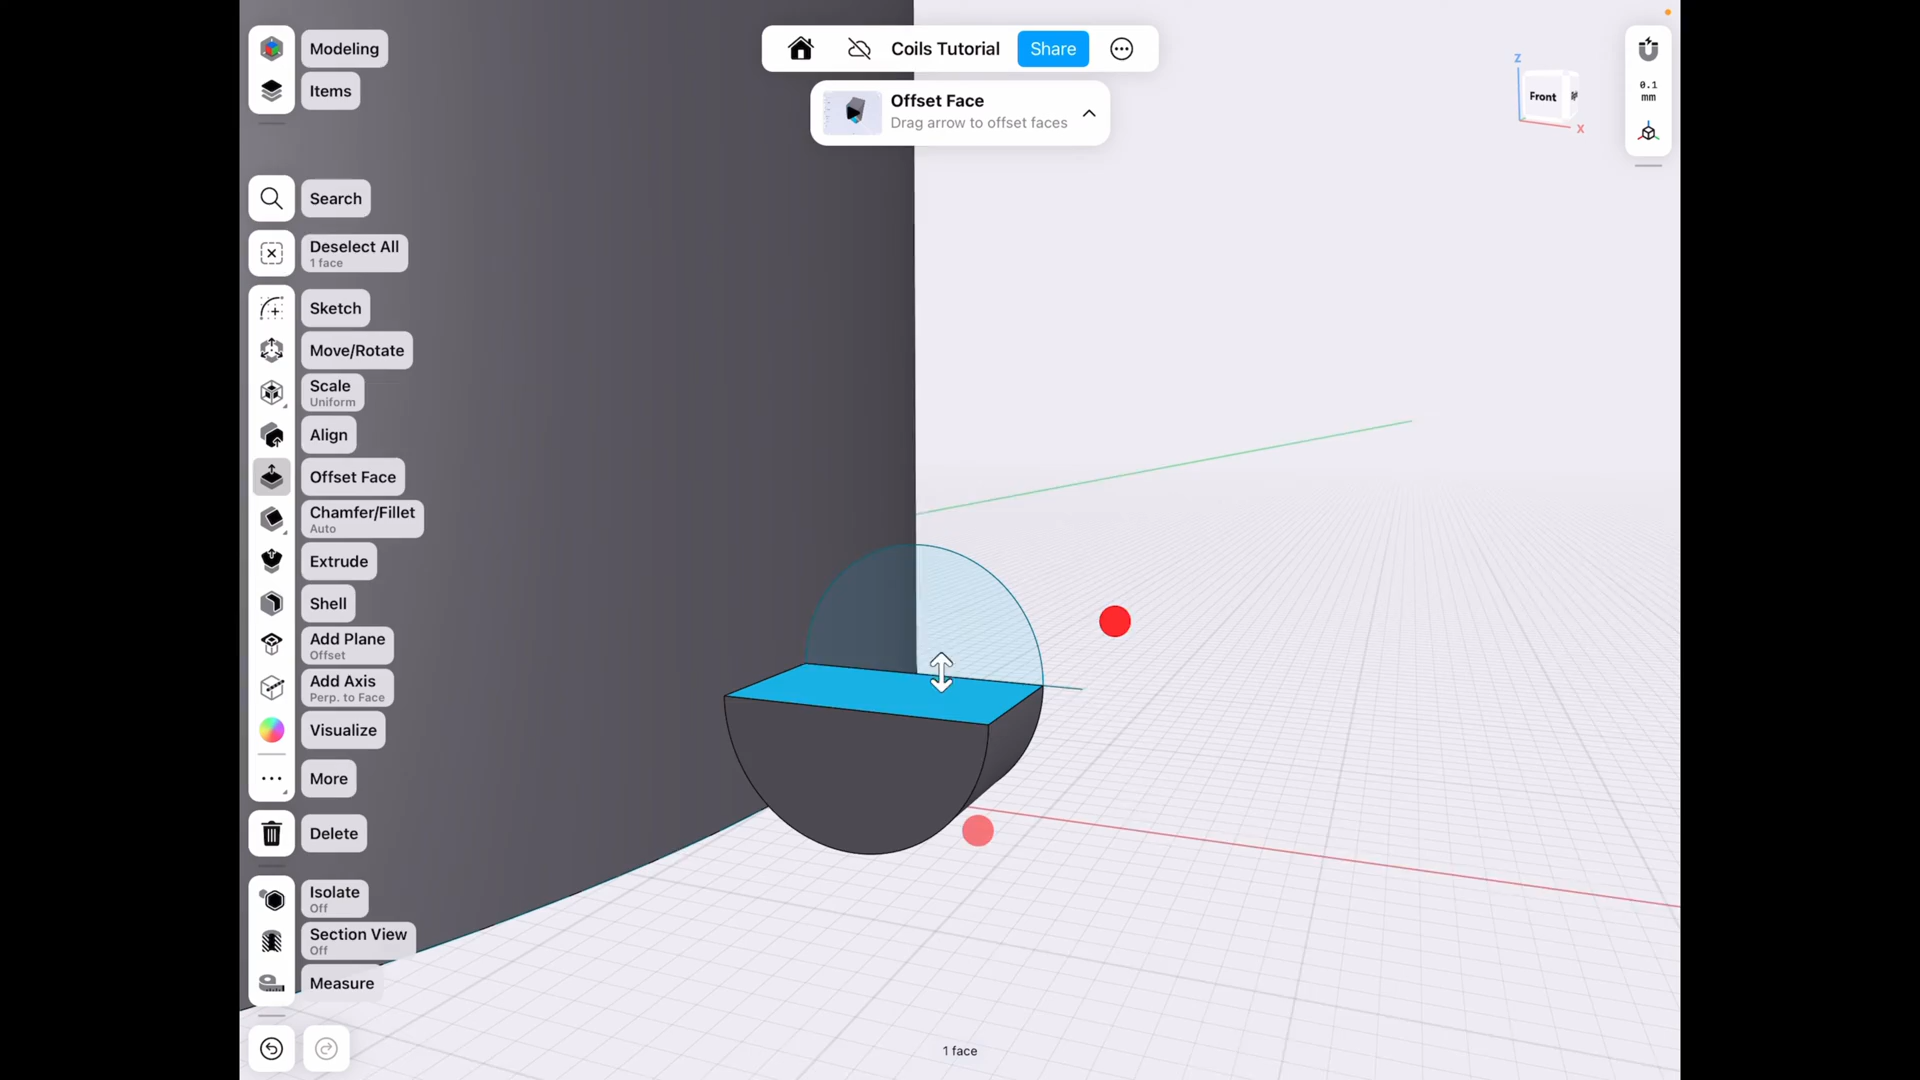 Modeling
Items
Search
Deselect All
1 face
Sketch
Move/Rotate
Scale
Uniform
Align
Offset Face
Chamfer/Fillet
Auto
Extrude
Shell
Add Plane
Offset
Add Axis
Perp. to Face
Visualize
More
Delete
Isolate
Off
Section View
Off
Measure
Coils Tutorial
Share
Offset Face
Drag arrow to offset faces
Z
Front
X
0.1
mm
1 face